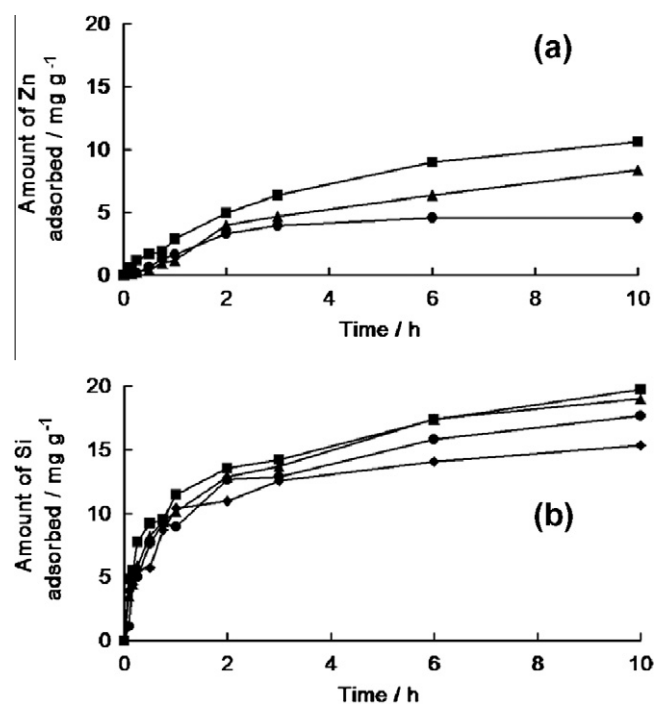 (a)
Amount of Zn
adsorbed / mg g⁻¹
20
15
10
5
0
0 2 4 6 8 10
Time / h
(b)
Amount of Si
adsorbed / mg g⁻¹
20
15
10
5
0
0 2 4 6 8 10
Time / h